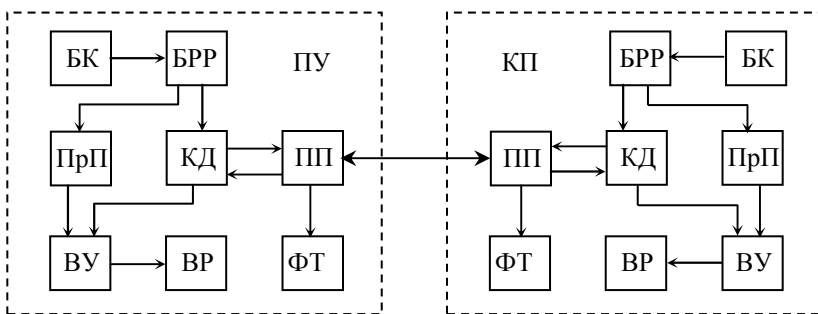 БК БРР ПУ КП БРР БК
ПрП КД ПП ПП КД ПрП
ВУ ВР ФТ ФТ ВР ВУ